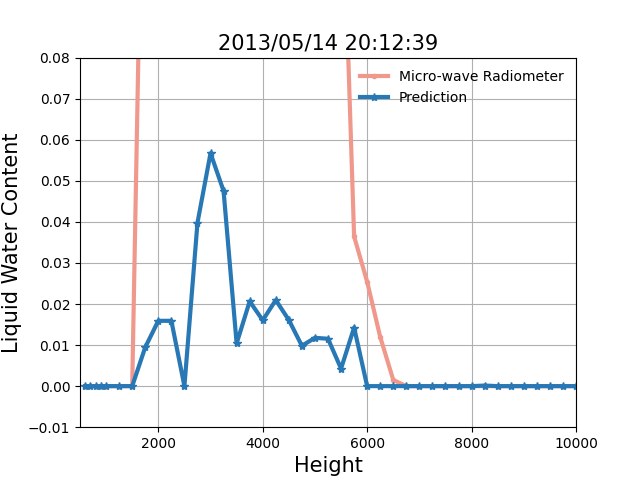 2013/05/14 20:12:39
Micro-wave Radiometer
Prediction
Liquid Water Content
0.08
0.07
0.06
0.05
0.04
0.03
0.02
0.01
0.00
−0.01
2000 4000 6000 8000 10000
Height